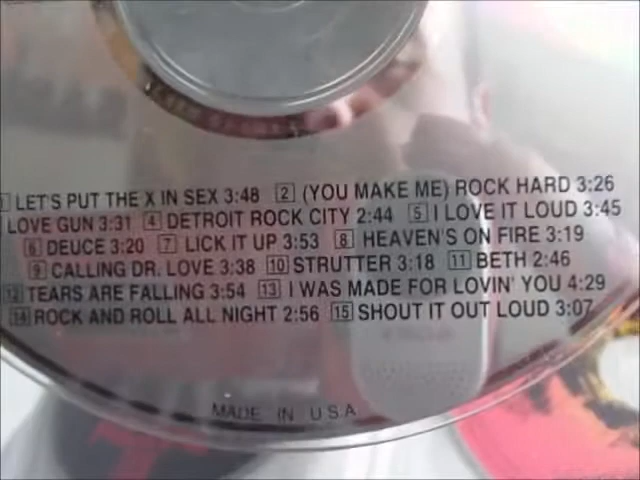 1 LET'S PUT THE X IN SEX 3:48 2 (YOU MAKE ME) ROCK HARD 3:26
LOVE GUN 3:31 4 DETROIT ROCK CITY 2:44 5 I LOVE IT LOUD 3:45
6 DEUCE 3:20 7 LICK IT UP 3:53 8 HEAVEN'S ON FIRE 3:19
9 CALLING DR. LOVE 3:38 10 STRUTTER 3:18 11 BETH 2:46
12 TEARS ARE FALLING 3:54 13 I WAS MADE FOR LOVIN' YOU 4:29
14 ROCK AND ROLL ALL NIGHT 2:56 15 SHOUT IT OUT LOUD 3:07
MADE IN U.S.A